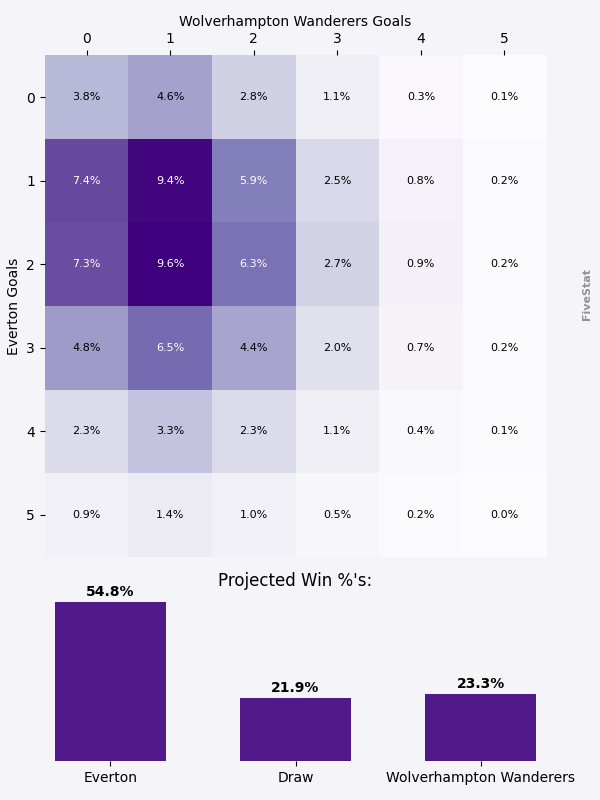 Wolverhampton Wanderers Goals
0 1 2 3 4 5
0 3.8% 4.6% 2.8% 1.1% 0.3% 0.1%
1 7.4% 9.4% 5.9% 2.5% 0.8% 0.2%
2 7.3% 9.6% 6.3% 2.7% 0.9% 0.2%
3 4.8% 6.5% 4.4% 2.0% 0.7% 0.2%
4 2.3% 3.3% 2.3% 1.1% 0.4% 0.1%
5 0.9% 1.4% 1.0% 0.5% 0.2% 0.0%
Everton Goals
FiveStat
Projected Win %'s:
54.8%
21.9%
23.3%
Everton Draw Wolverhampton Wanderers